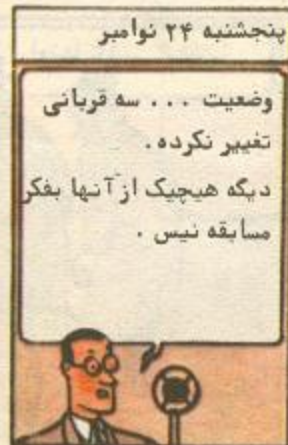 پنجشنبه ۲۴ نوامبر
وضعیت ... سه قربانی
تغییر نکرده.
دیگه هیچیک از آنها بفکر
مسابقه نیس .